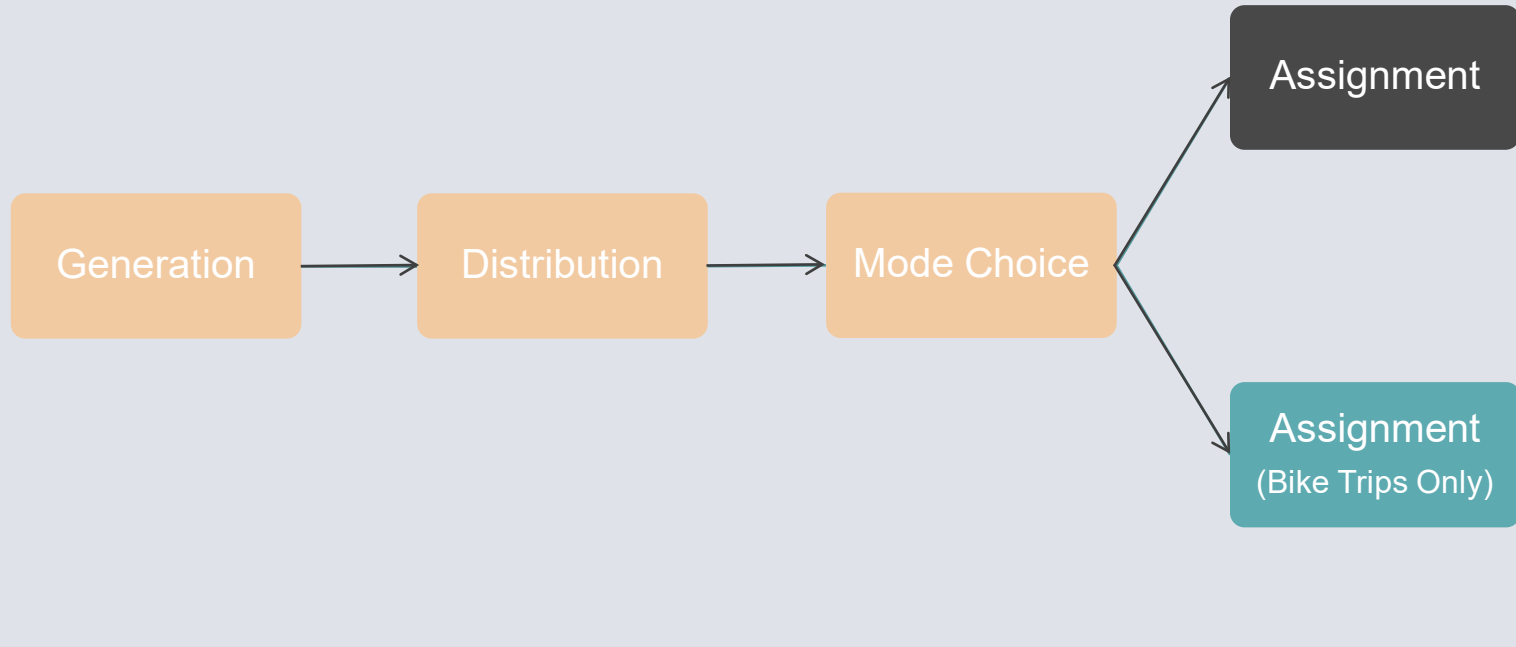 Assignment
Generation
Distribution
Mode Choice
Assignment
(Bike Trips Only)